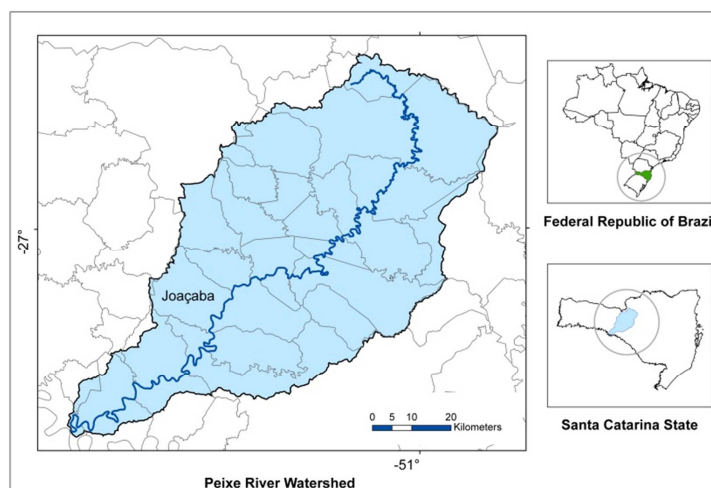 -27°
Joaçaba
0 5 10 20
Kilometers
-51°
Peixe River Watershed
Federal Republic of Brazi
Santa Catarina State